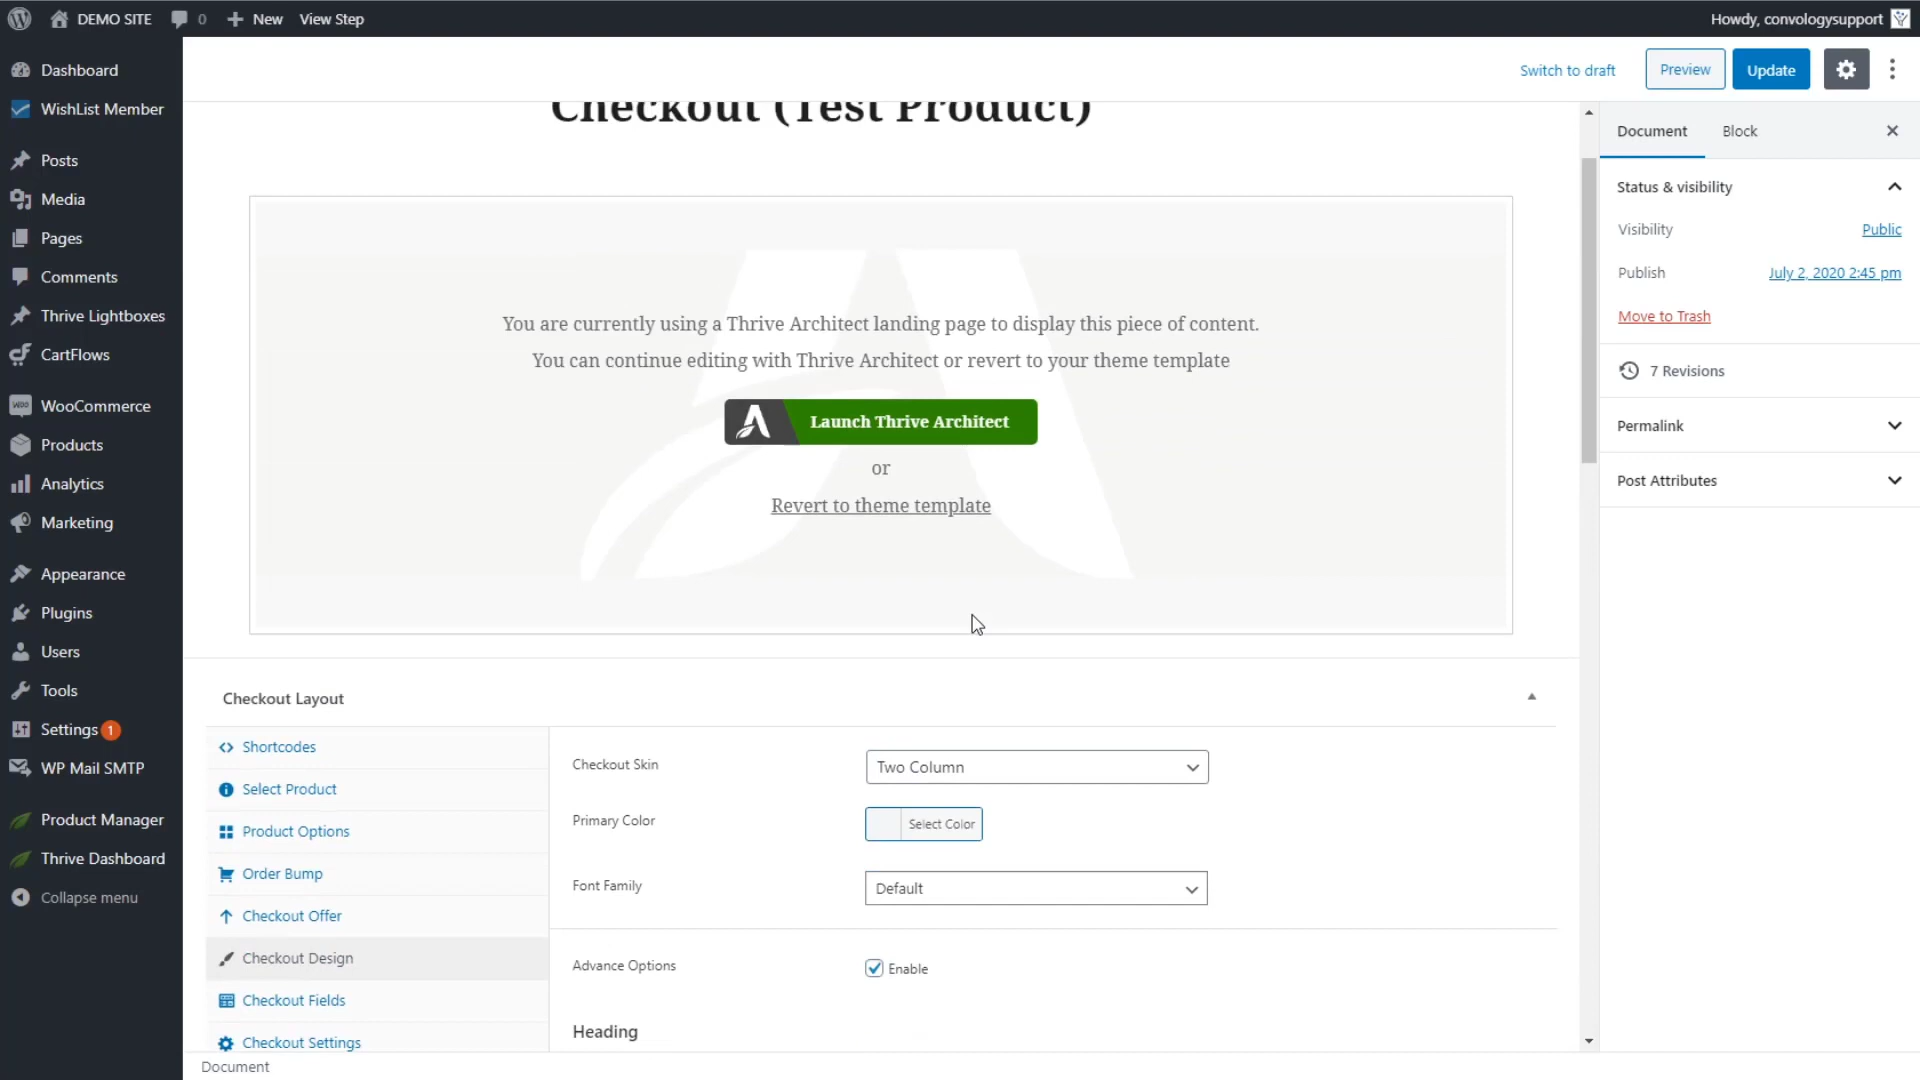 DEMO SITE
0
New
View Step
Howdy, convologysupport
Dashboard
WishList Member
Posts
Media
Pages
Comments
Thrive Lightboxes
CartFlows
WooCommerce
Products
Analytics
Marketing
Appearance
Plugins
Users
Tools
Settings 1
WP Mail SMTP
Product Manager
Thrive Dashboard
Collapse menu
Switch to draft
Preview
Update
Checkout (Test Product)
You are currently using a Thrive Architect landing page to display this piece of content.
You can continue editing with Thrive Architect or revert to your theme template
Launch Thrive Architect
or
Revert to theme template
Checkout Layout
Shortcodes
Select Product
Product Options
Order Bump
Checkout Offer
Checkout Design
Checkout Fields
Checkout Settings
Checkout Skin
Two Column
Primary Color
Select Color
Font Family
Default
Advance Options
Enable
Heading
Document
Document
Block
Status & visibility
Visibility
Public
Publish
July 2, 2020 2:45 pm
Move to Trash
7 Revisions
Permalink
Post Attributes